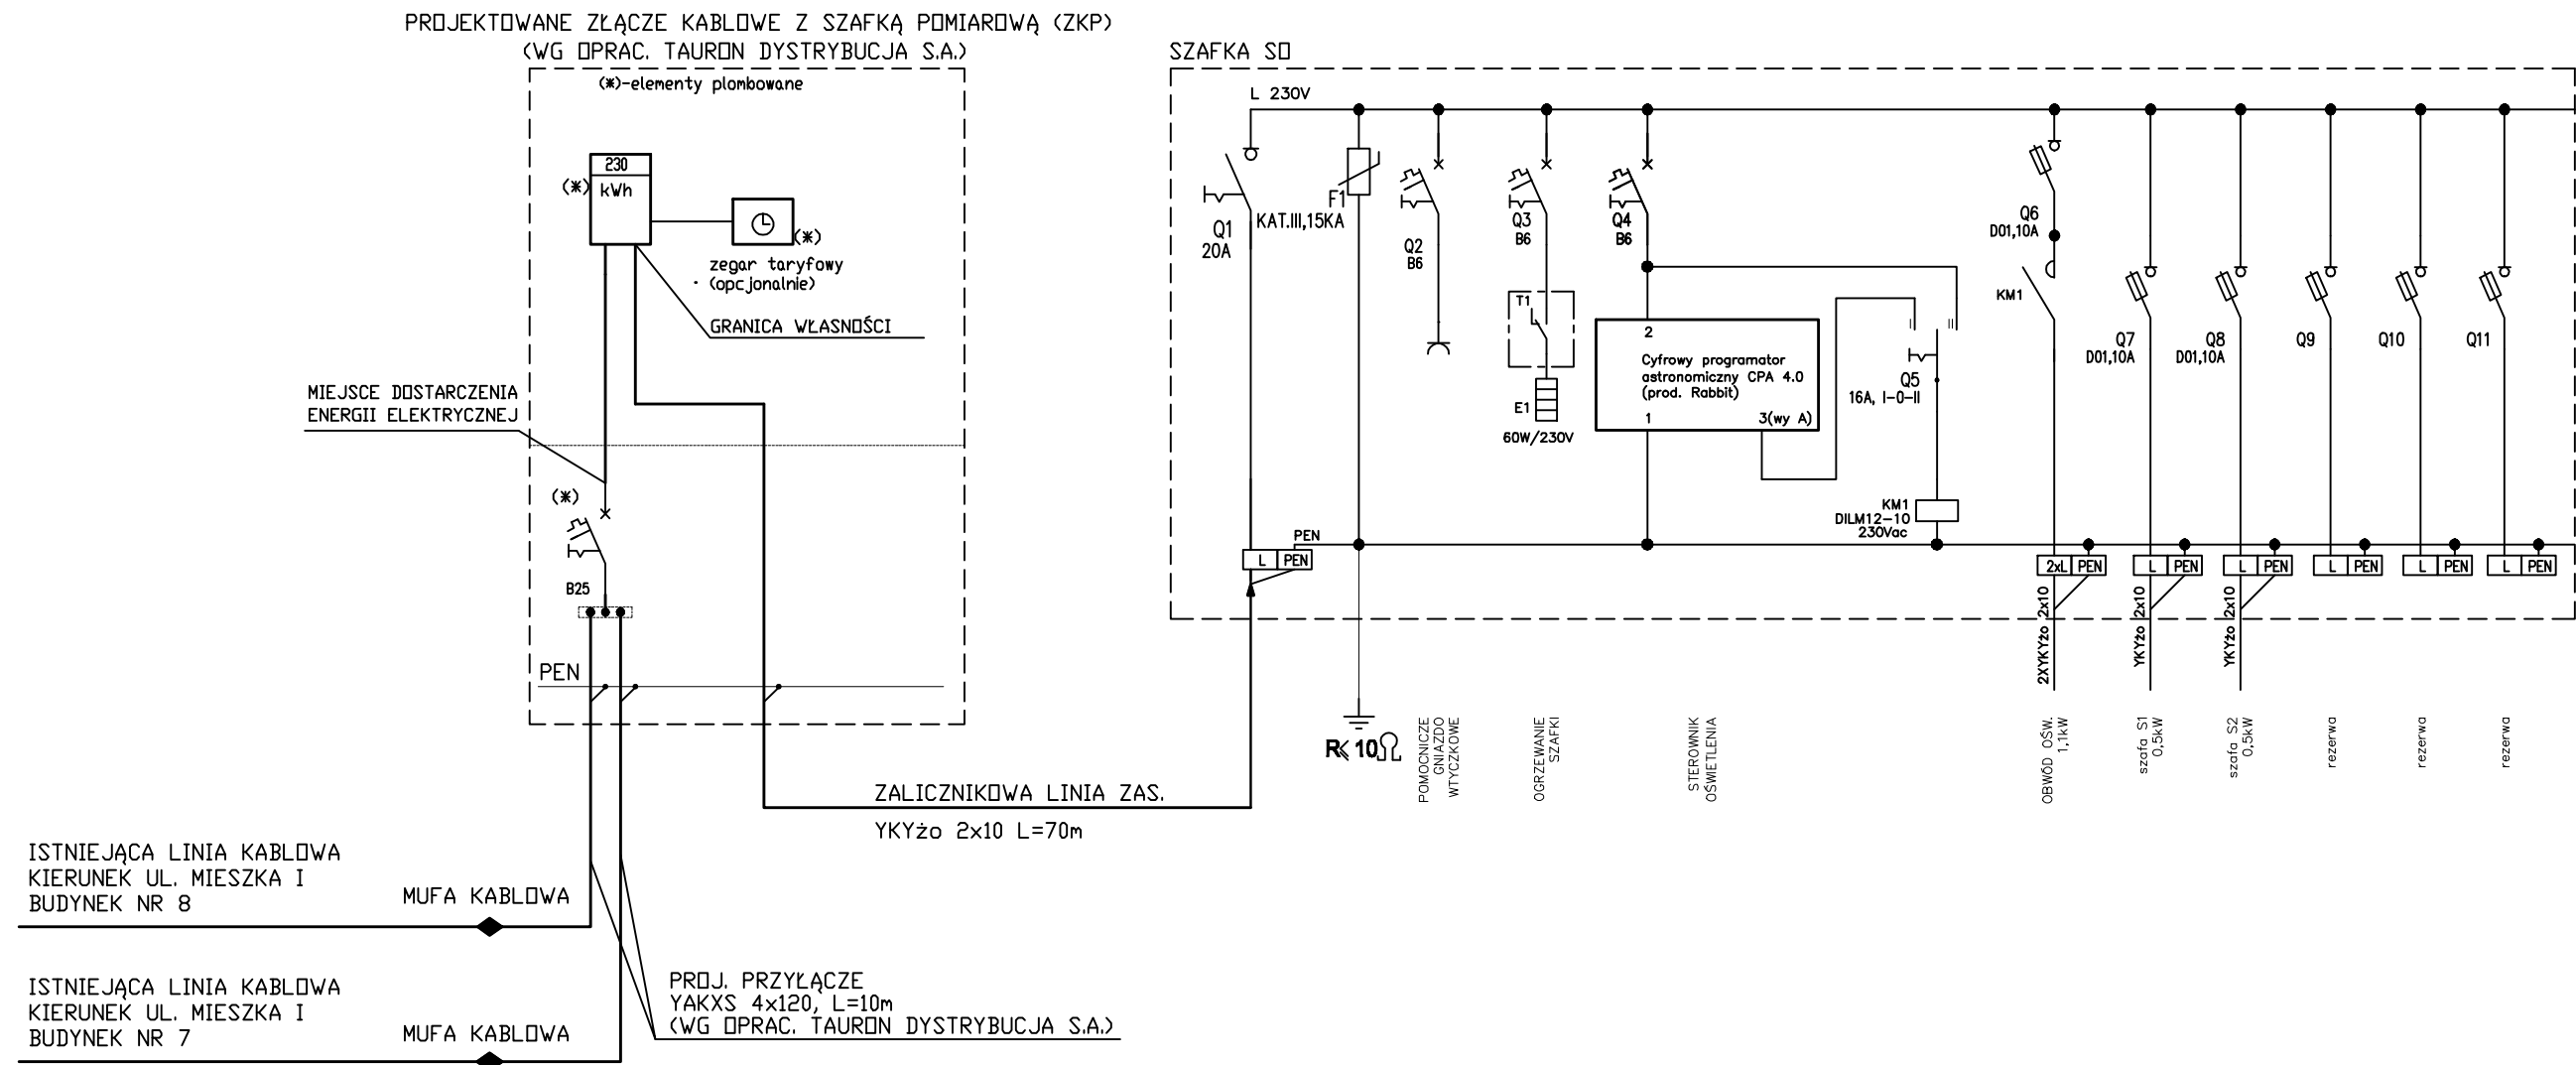 PROJEKTOWANE ZŁĄCZE KABLOWE Z SZAFKĄ POMIAROWĄ (ZKP)
(WG OPRAC. TAURON DYSTRYBUCJA S.A.)
(*)-elementy plombowane
230
kWh
(*)
(*)
zegar taryfowy
(opcjonalnie)
GRANICA WŁASNOŚCI
MIEJSCE DOSTARCZENIA
ENERGII ELEKTRYCZNEJ
(*)
B25
PEN
ZALICZNIKOWA LINIA ZAS.
YKYżo 2x10 L=70m
ISTNIEJĄCA LINIA KABLOWA
KIERUNEK UL. MIESZKA I
BUDYNEK NR 8
MUFA KABLOWA
ISTNIEJĄCA LINIA KABLOWA
KIERUNEK UL. MIESZKA I
BUDYNEK NR 7
MUFA KABLOWA
PROJ. PRZYŁĄCZE
YAKXS 4x120, L=10m
(WG OPRAC. TAURON DYSTRYBUCJA S.A.)
SZAFKA SO
L 230V
Q1
20A
F1
KAT.III,15KA
Q2
B6
Q3
B6
T1
E1
60W/230V
Q4
B6
2
Cyfrowy programator
astronomiczny CPA 4.0
(prod. Rabbit)
1
3(wy A)
I
II
Q5
16A, I-0-II
KM1
DILM12-10
230Vac
Q6
D01,10A
KM1
Q7
D01,10A
Q8
D01,10A
Q9
Q10
Q11
PEN
L PEN
2xL PEN
L PEN
L PEN
L PEN
L PEN
L PEN
2XYKYżo 2x10
YKYżo 2x10
YKYżo 2x10
R≤10Ω
POMOCNICZE
GNIAZDO
WTYCZKOWE
OGRZEWANIE
SZAFKI
STEROWNIK
OŚWIETLENIA
OBWÓD OŚW.
1,1kW
szafa S1
0,5kW
szafa S2
0,5kW
rezerwa
rezerwa
rezerwa